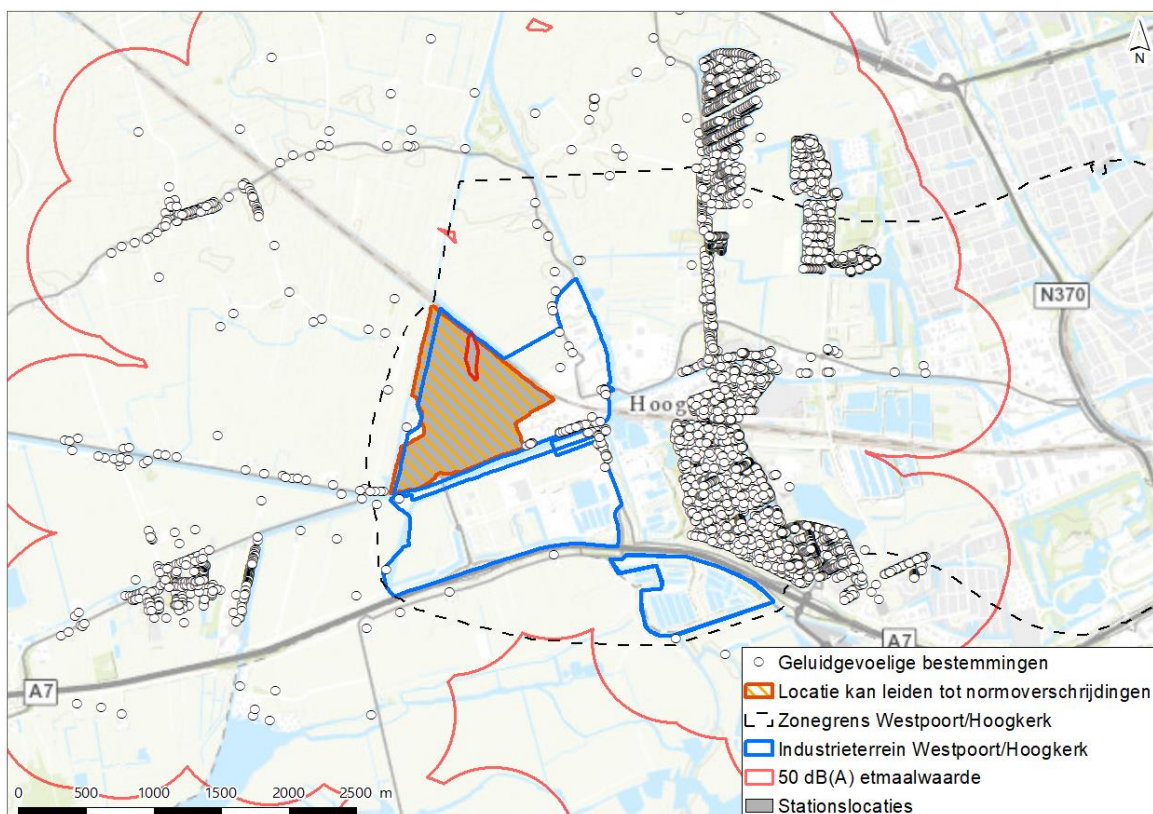 N
N370
Hoog
A7
A7
Geluidgevoelige bestemmingen
Locatie kan leiden tot normoverschrijdingen
Zonegrens Westpoort/Hoogkerk
Industrieterrein Westpoort/Hoogkerk
50 dB(A) etmaalwaarde
Stationslocaties
0 500 1000 1500 2000 2500 m